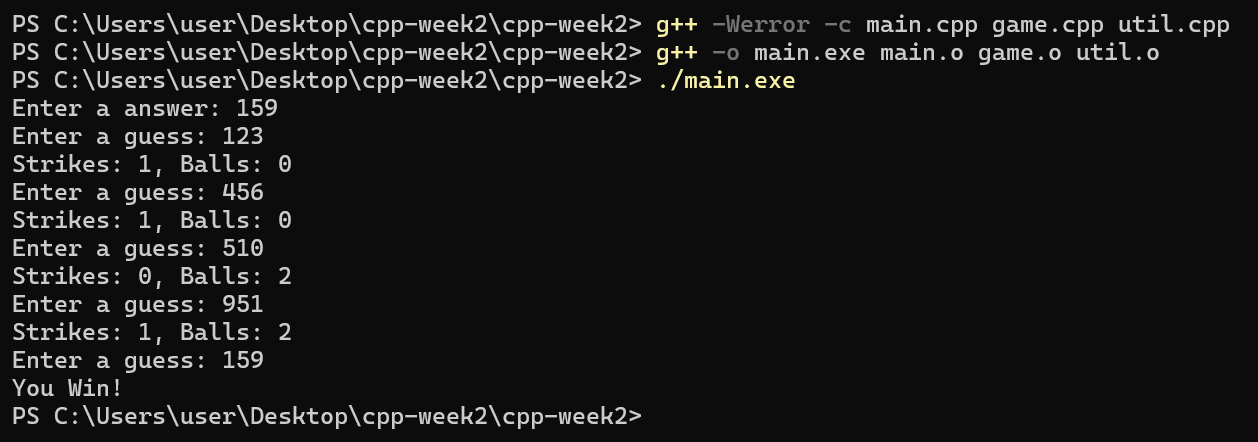 PS C:\Users\user\Desktop\cpp-week2\cpp-week2> g++ -Werror -c main.cpp game.cpp util.cpp
PS C:\Users\user\Desktop\cpp-week2\cpp-week2> g++ -o main.exe main.o game.o util.o
PS C:\Users\user\Desktop\cpp-week2\cpp-week2> ./main.exe
Enter a answer: 159
Enter a guess: 123
Strikes: 1, Balls: 0
Enter a guess: 456
Strikes: 1, Balls: 0
Enter a guess: 510
Strikes: 0, Balls: 2
Enter a guess: 951
Strikes: 1, Balls: 2
Enter a guess: 159
You Win!
PS C:\Users\user\Desktop\cpp-week2\cpp-week2>